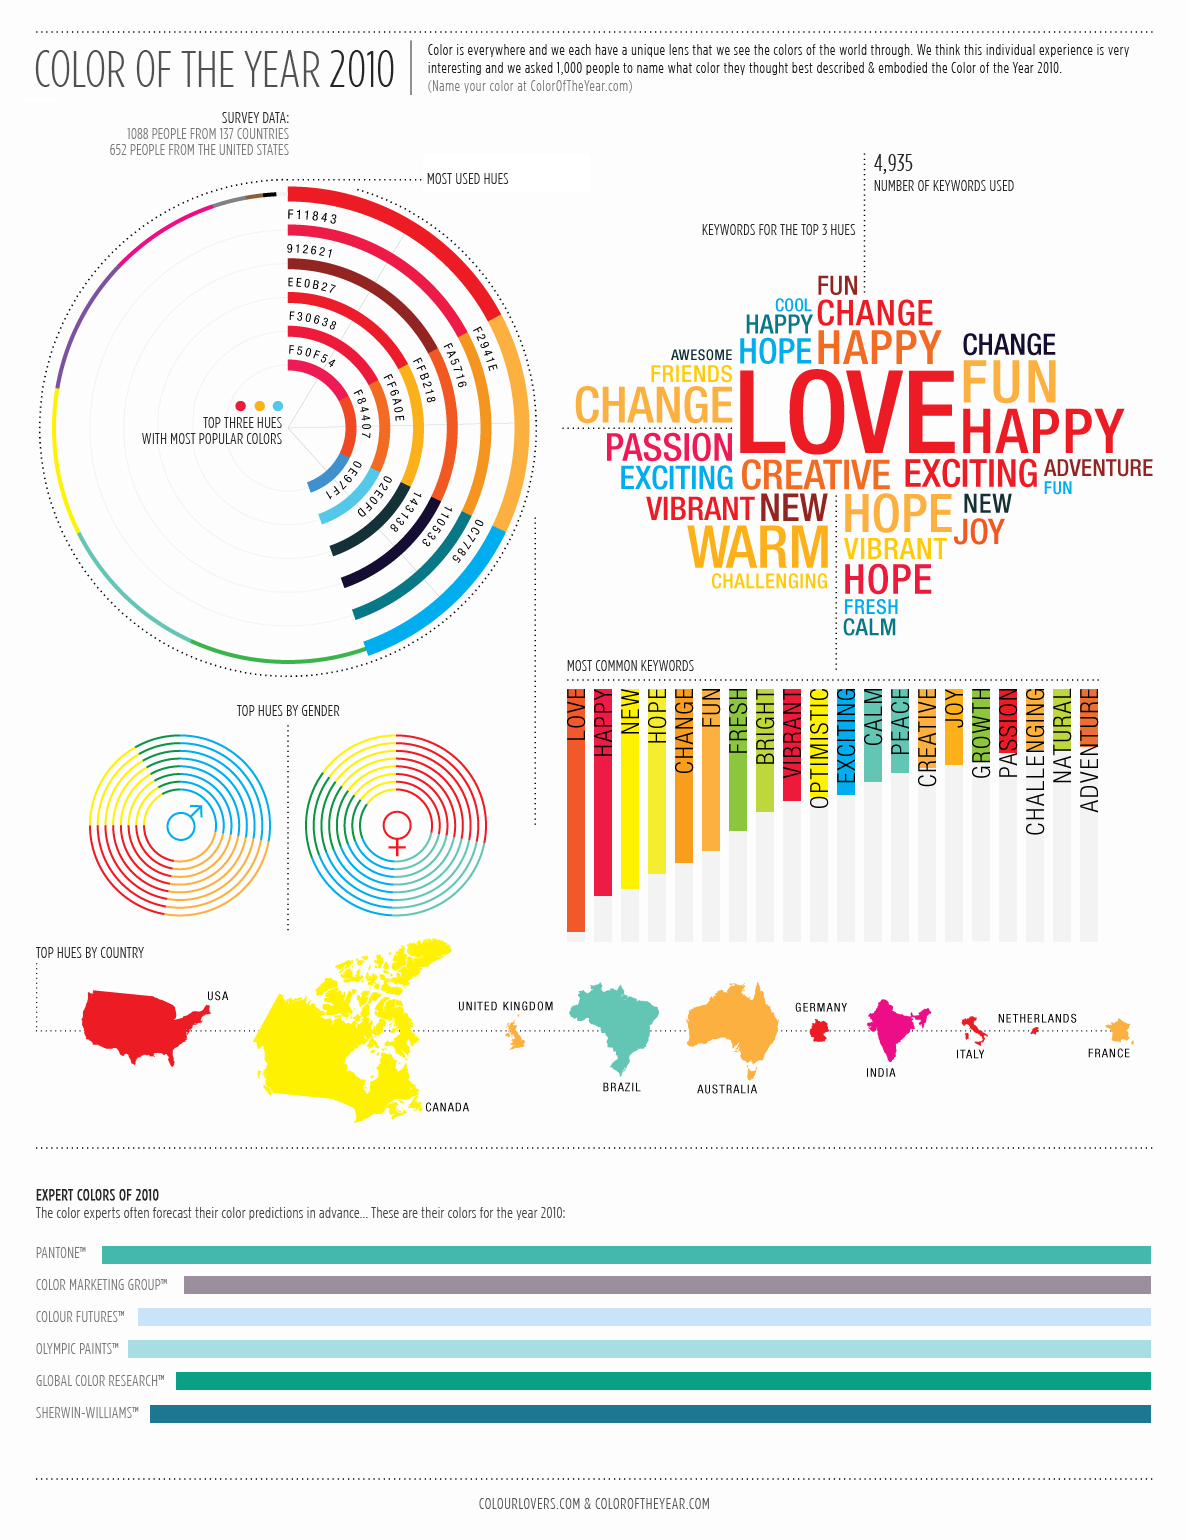 COLOR OF THE YEAR 2010
Color is everywhere and we each have a unique lens that we see the colors of the world through. We think this individual experience is very
interesting and we asked 1,000 people to name what color they thought best described & embodied the Color of the Year 2010.
(Name your color at ColorOfTheYear.com)
SURVEY DATA:
1088 PEOPLE FROM 137 COUNTRIES
652 PEOPLE FROM THE UNITED STATES
MOST USED HUES
F11843
912621
EE0B27
F30638
F50F54
F2941E
FA5716
FFB218
FF6A0E
F84407
0C7785
110533
143138
02E0FD
0E97F1
TOP THREE HUES
WITH MOST POPULAR COLORS
4,935
NUMBER OF KEYWORDS USED
KEYWORDS FOR THE TOP 3 HUES
FUN
COOL
CHANGE
HAPPY
HOPE
HAPPY
CHANGE
AWESOME
FRIENDS
CHANGE
LOVE
FUN
HAPPY
PASSION
EXCITING
CREATIVE
EXCITING
ADVENTURE
FUN
VIBRANT
NEW
HOPE
NEW
JOY
WARM
VIBRANT
CHALLENGING
HOPE
FRESH
CALM
MOST COMMON KEYWORDS
LOVE
HAPPY
NEW
HOPE
CHANGE
FUN
FRESH
BRIGHT
VIBRANT
OPTIMISTIC
EXCITING
CALM
PEACE
CREATIVE
JOY
GROWTH
PASSION
CHALLENGING
NATURAL
ADVENTURE
TOP HUES BY GENDER
TOP HUES BY COUNTRY
USA
CANADA
UNITED KINGDOM
BRAZIL
AUSTRALIA
GERMANY
INDIA
ITALY
NETHERLANDS
FRANCE
EXPERT COLORS OF 2010
The color experts often forecast their color predictions in advance... These are their colors for the year 2010:
PANTONE™
COLOR MARKETING GROUP™
COLOUR FUTURES™
OLYMPIC PAINTS™
GLOBAL COLOR RESEARCH™
SHERWIN-WILLIAMS™
COLOURLOVERS.COM & COLOROFTHEYEAR.COM